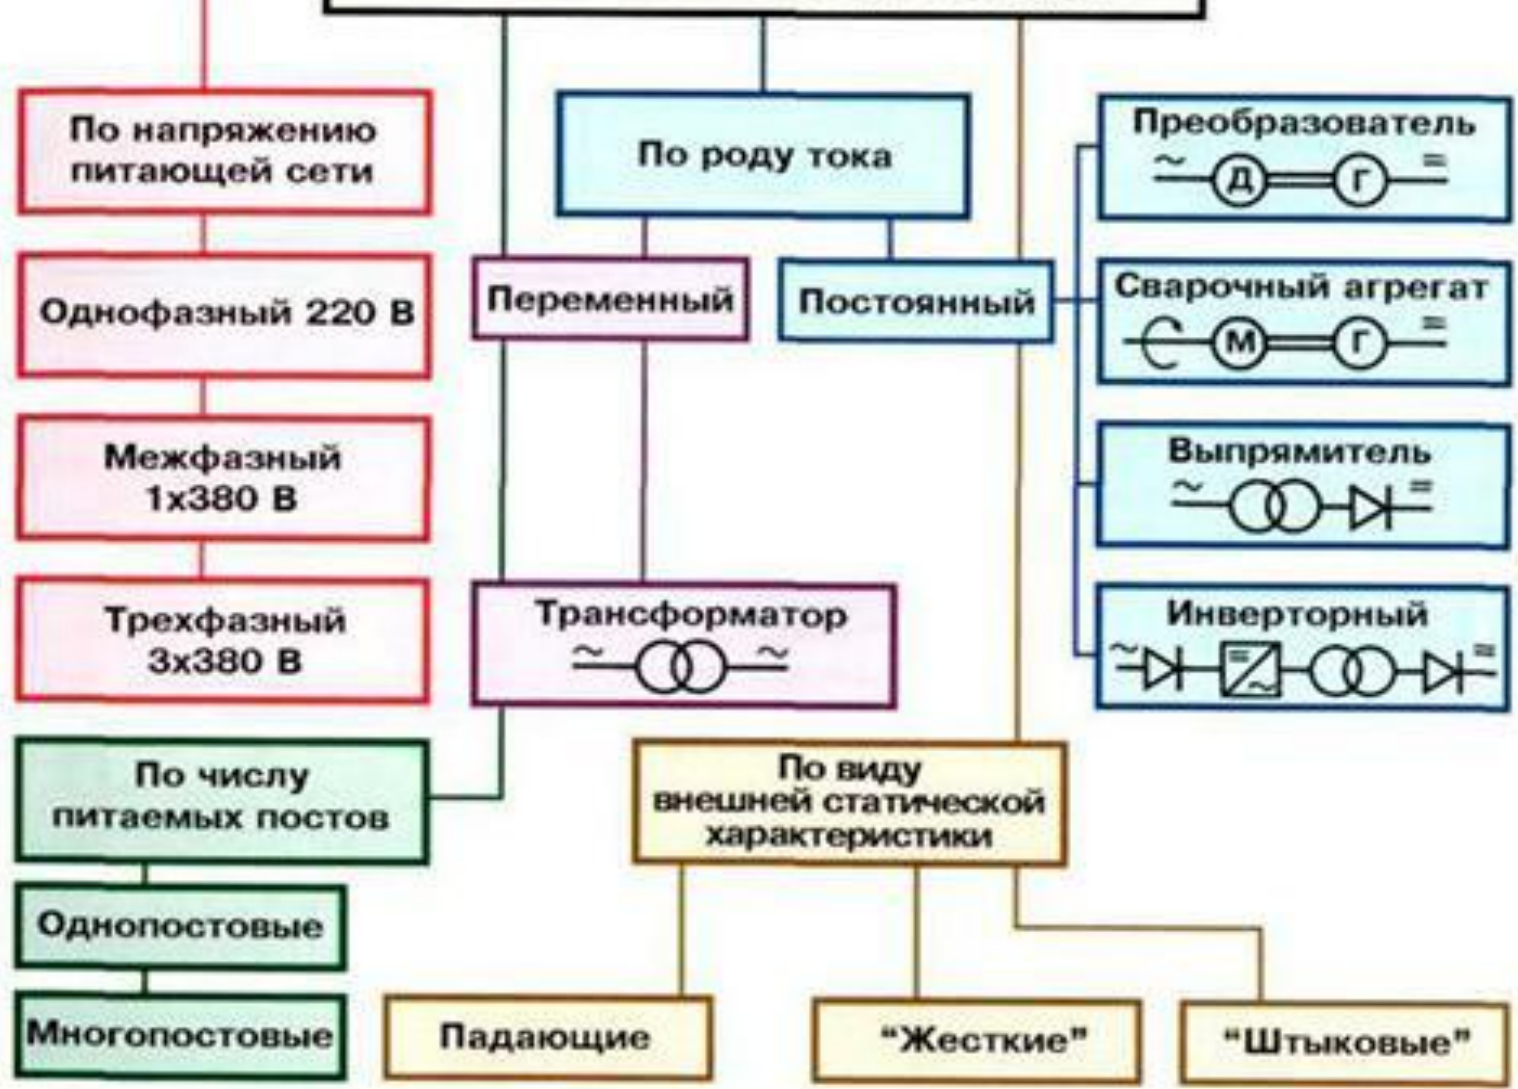 По напряжению
питающей сети
Однофазный 220 В
Межфазный
1х380 В
Трехфазный
3х380 В
По роду тока
Переменный
Постоянный
Трансформатор
~ ~
Преобразователь
~ Д Г =
Сварочный агрегат
М Г =
Выпрямитель
~ =
Инверторный
~ = ~ =
По числу
питаемых постов
Однопостовые
Многопостовые
По виду
внешней статической
характеристики
Падающие
“Жесткие”
“Штыковые”